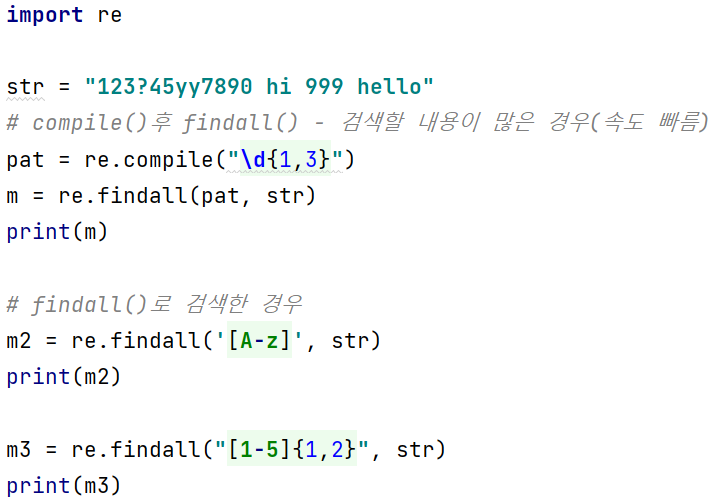 import re
str = "123?45yy7890 hi 999 hello"
# compile()후 findall() - 검색할 내용이 많은 경우(속도 빠름)
pat = re.compile("\d{1,3}")
m = re.findall(pat, str)
print(m)
# findall()로 검색한 경우
m2 = re.findall('[A-z]', str)
print(m2)
m3 = re.findall("[1-5]{1,2}", str)
print(m3)